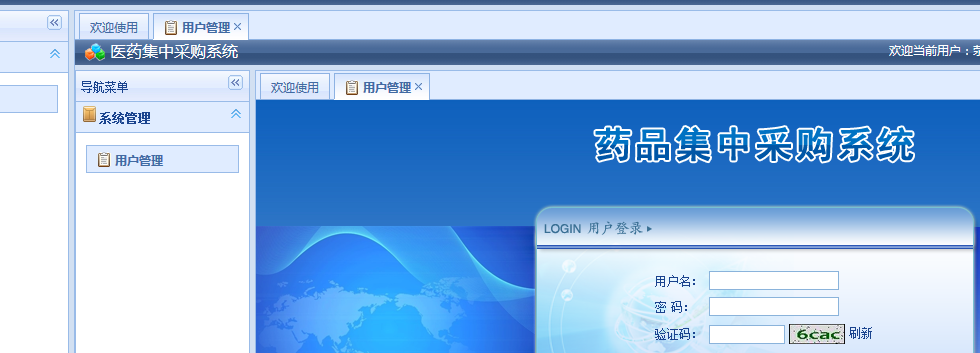 欢迎使用 用户管理
医药集中采购系统 欢迎当前用户：
导航菜单 欢迎使用 用户管理
系统管理
药品集中采购系统
用户管理
LOGIN 用户登录
用户名：
密 码：
验证码： 6cac 刷新